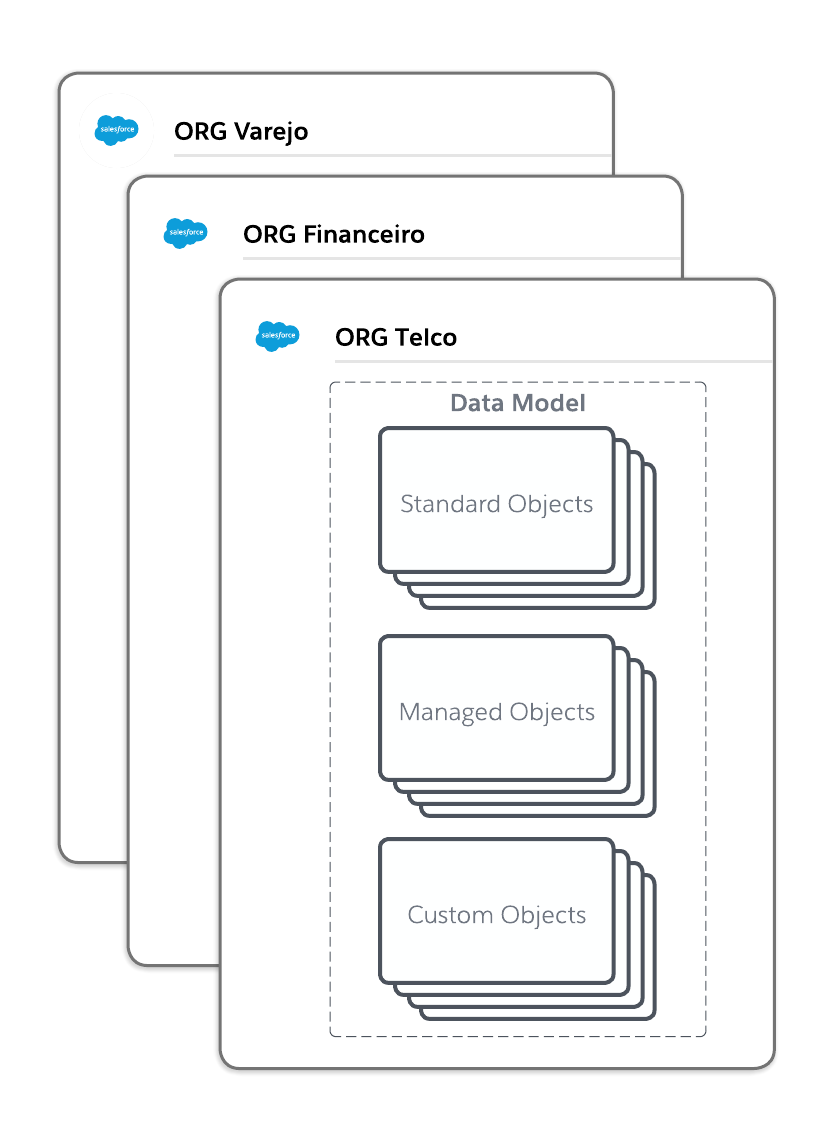 salesforce
ORG Varejo
salesforce
ORG Financeiro
salesforce
ORG Telco
Data Model
Standard Objects
Managed Objects
Custom Objects